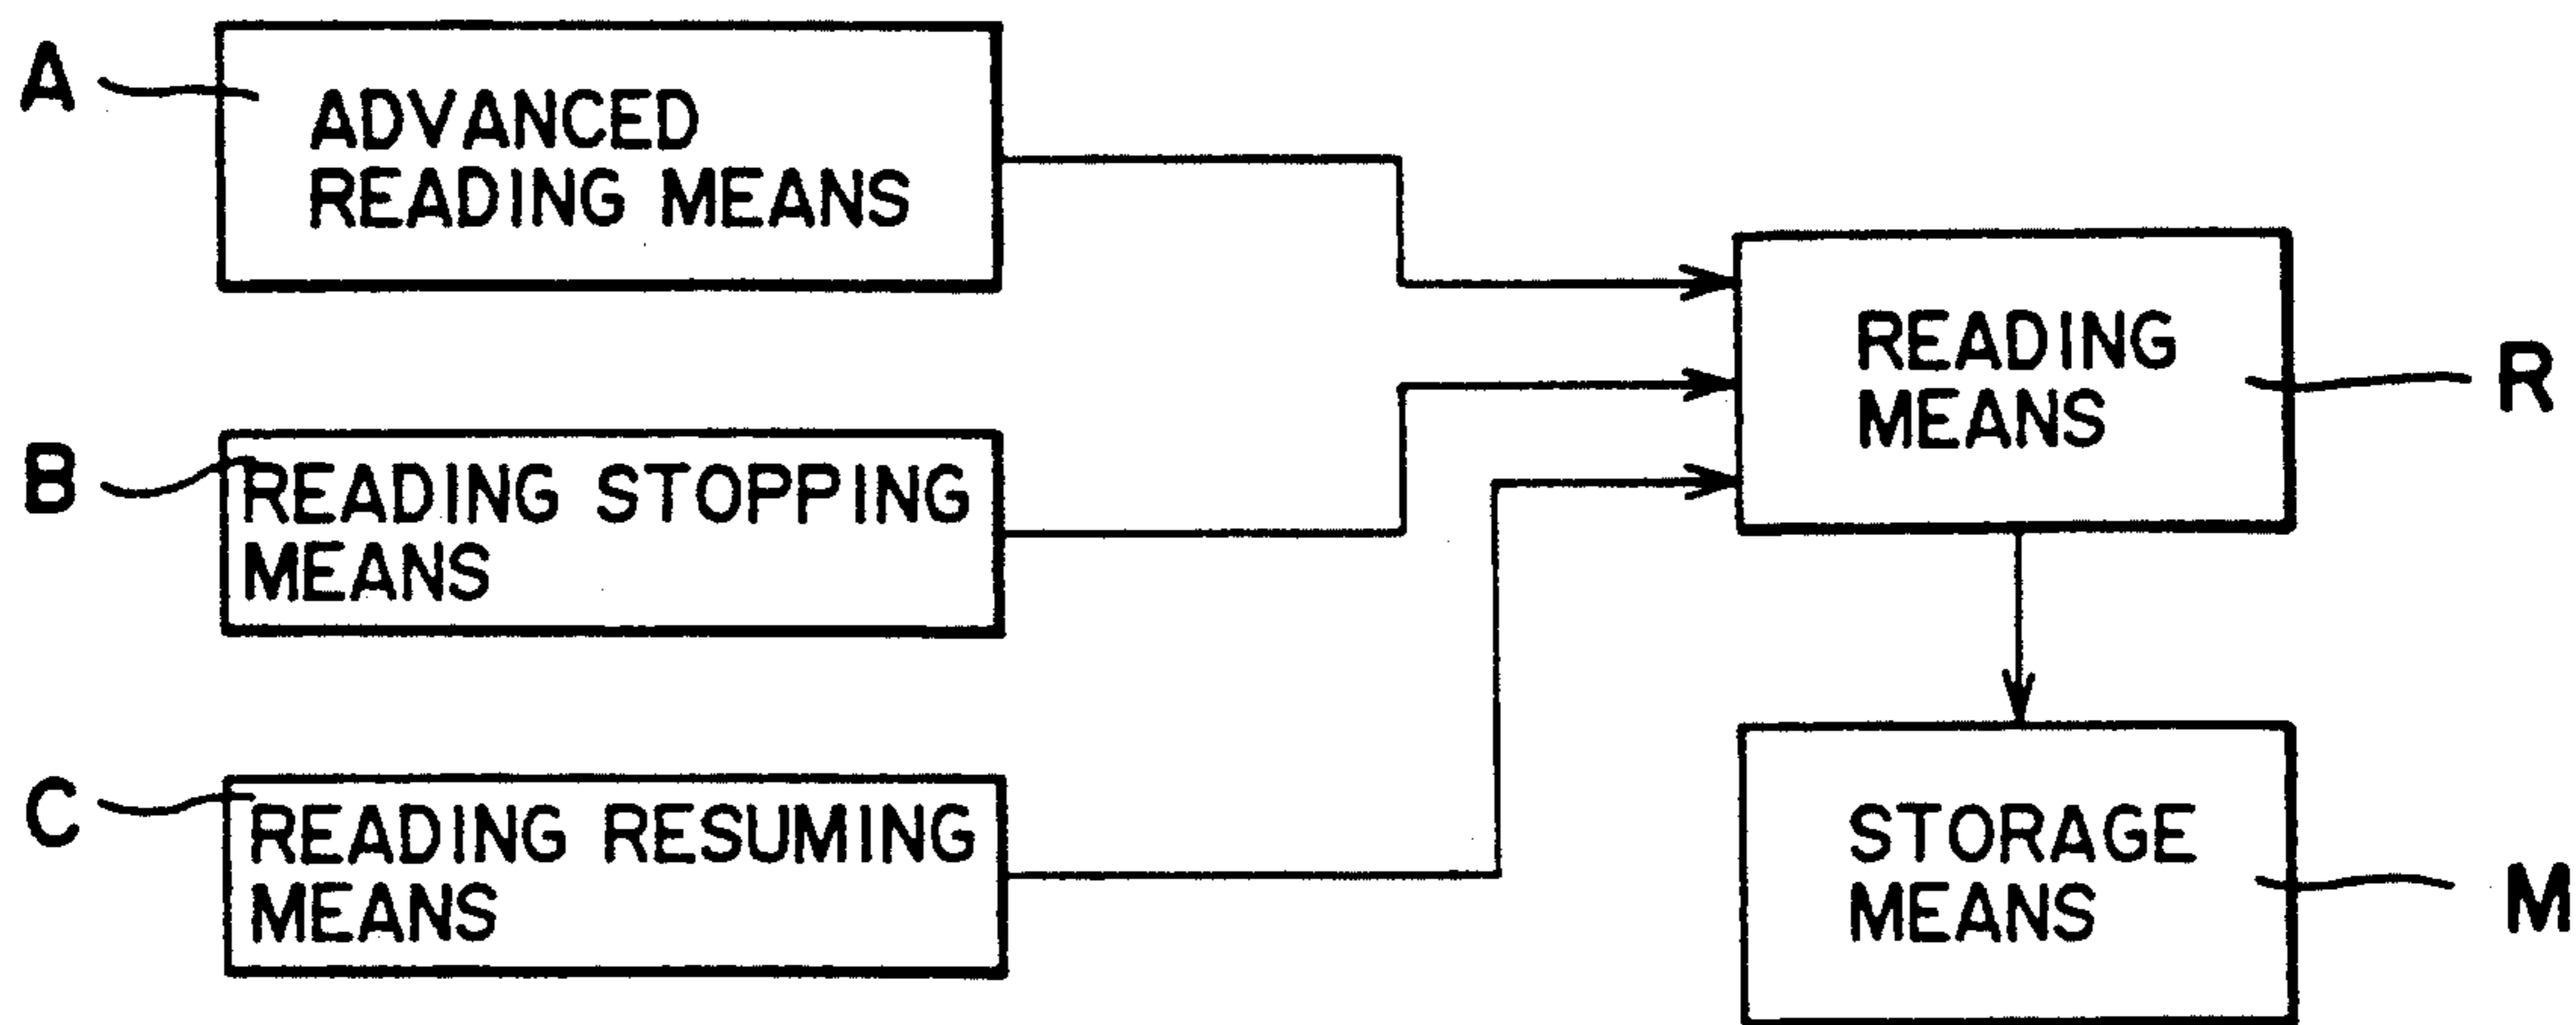 A
ADVANCED
READING MEANS
B
READING STOPPING
MEANS
C
READING RESUMING
MEANS
READING
MEANS
R
STORAGE
MEANS
M